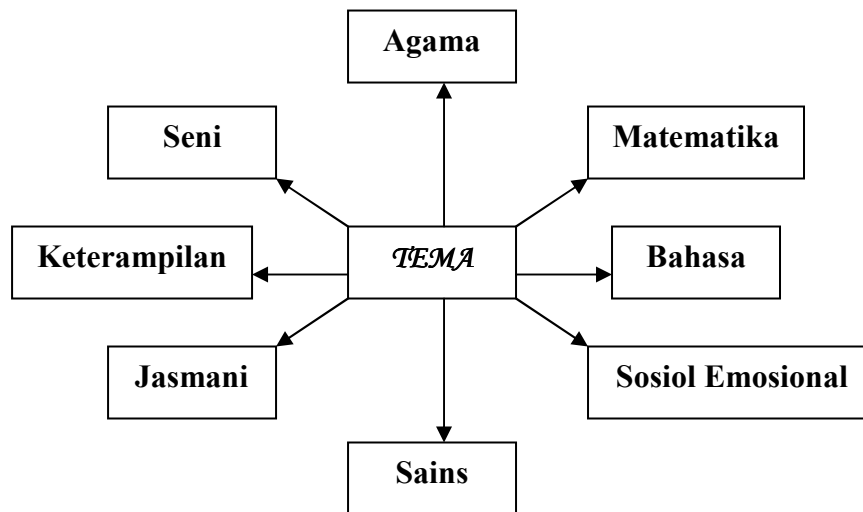 Agama
Seni
Matematika
Keterampilan
TEMA
Bahasa
Jasmani
Sosiol Emosional
Sains